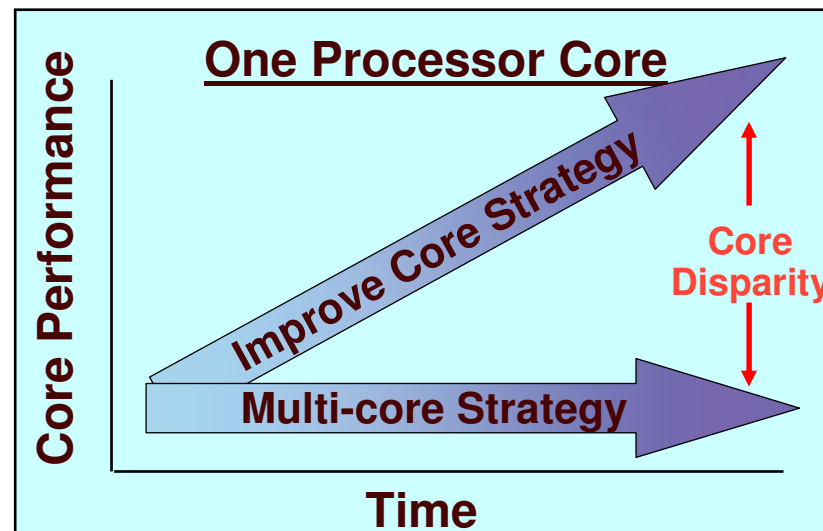 One Processor Core
Core Performance
Improve Core Strategy
Core
Disparity
Multi-core Strategy
Time